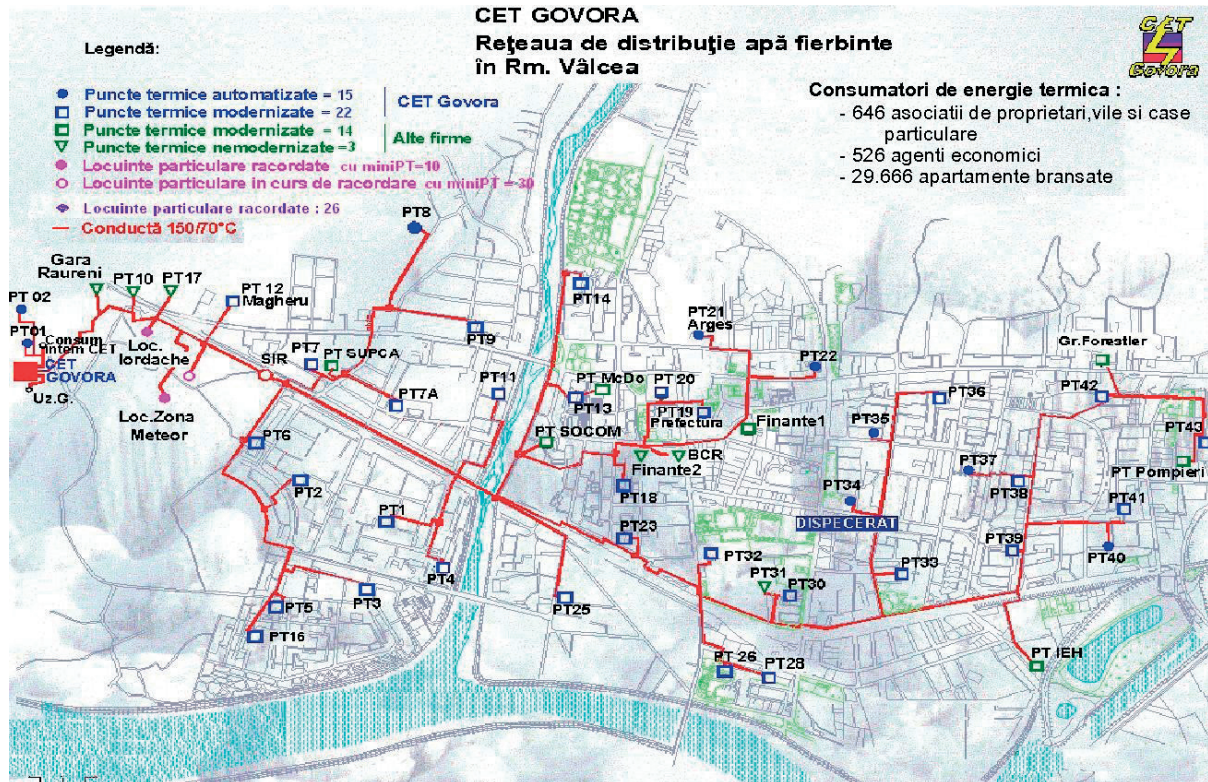 CET GOVORA
Reţeaua de distribuţie apă fierbinte
în Rm. Vâlcea
CET
Govora
Legendă:
Puncte termice automatizate = 15
Puncte termice modernizate = 22
CET Govora
Puncte termice modernizate = 14
Puncte termice nemodernizate =3
Alte firme
Locuinte particulare racordate cu miniPT=10
Locuinte particulare in curs de racordare cu miniPT = 30
Locuinte particulare racordate : 26
Conductă 150/70°C
Consumatori de energie termica :
- 646 asociatii de proprietari,vile si case
particulare
- 526 agenti economici
- 29.666 apartamente bransate
PT8
Gara
Raureni
PT10
PT17
PT 12
Magheru
PT 02
PT01
Consum
intern CET
CET
GOVORA
Uz.G.
Loc.
Iordache
Loc.Zona
Meteor
SIR
PT7
PT SUPCA
PT9
PT7A
PT11
PT14
PT21
Arges
PT22
PT McDo
PT13
PT 20
PT19
Prefectura
Finante1
PT SOCOM
BCR
Finante2
PT18
PT23
PT6
PT2
PT1
PT4
PT3
PT5
PT16
PT25
PT32
PT31
PT30
PT 26
PT28
PT36
PT35
PT37
PT38
PT34
DISPECERAT
PT33
PT39
PT40
PT41
PT42
Gr.Forestier
PT43
PT Pompieri
PT IEH